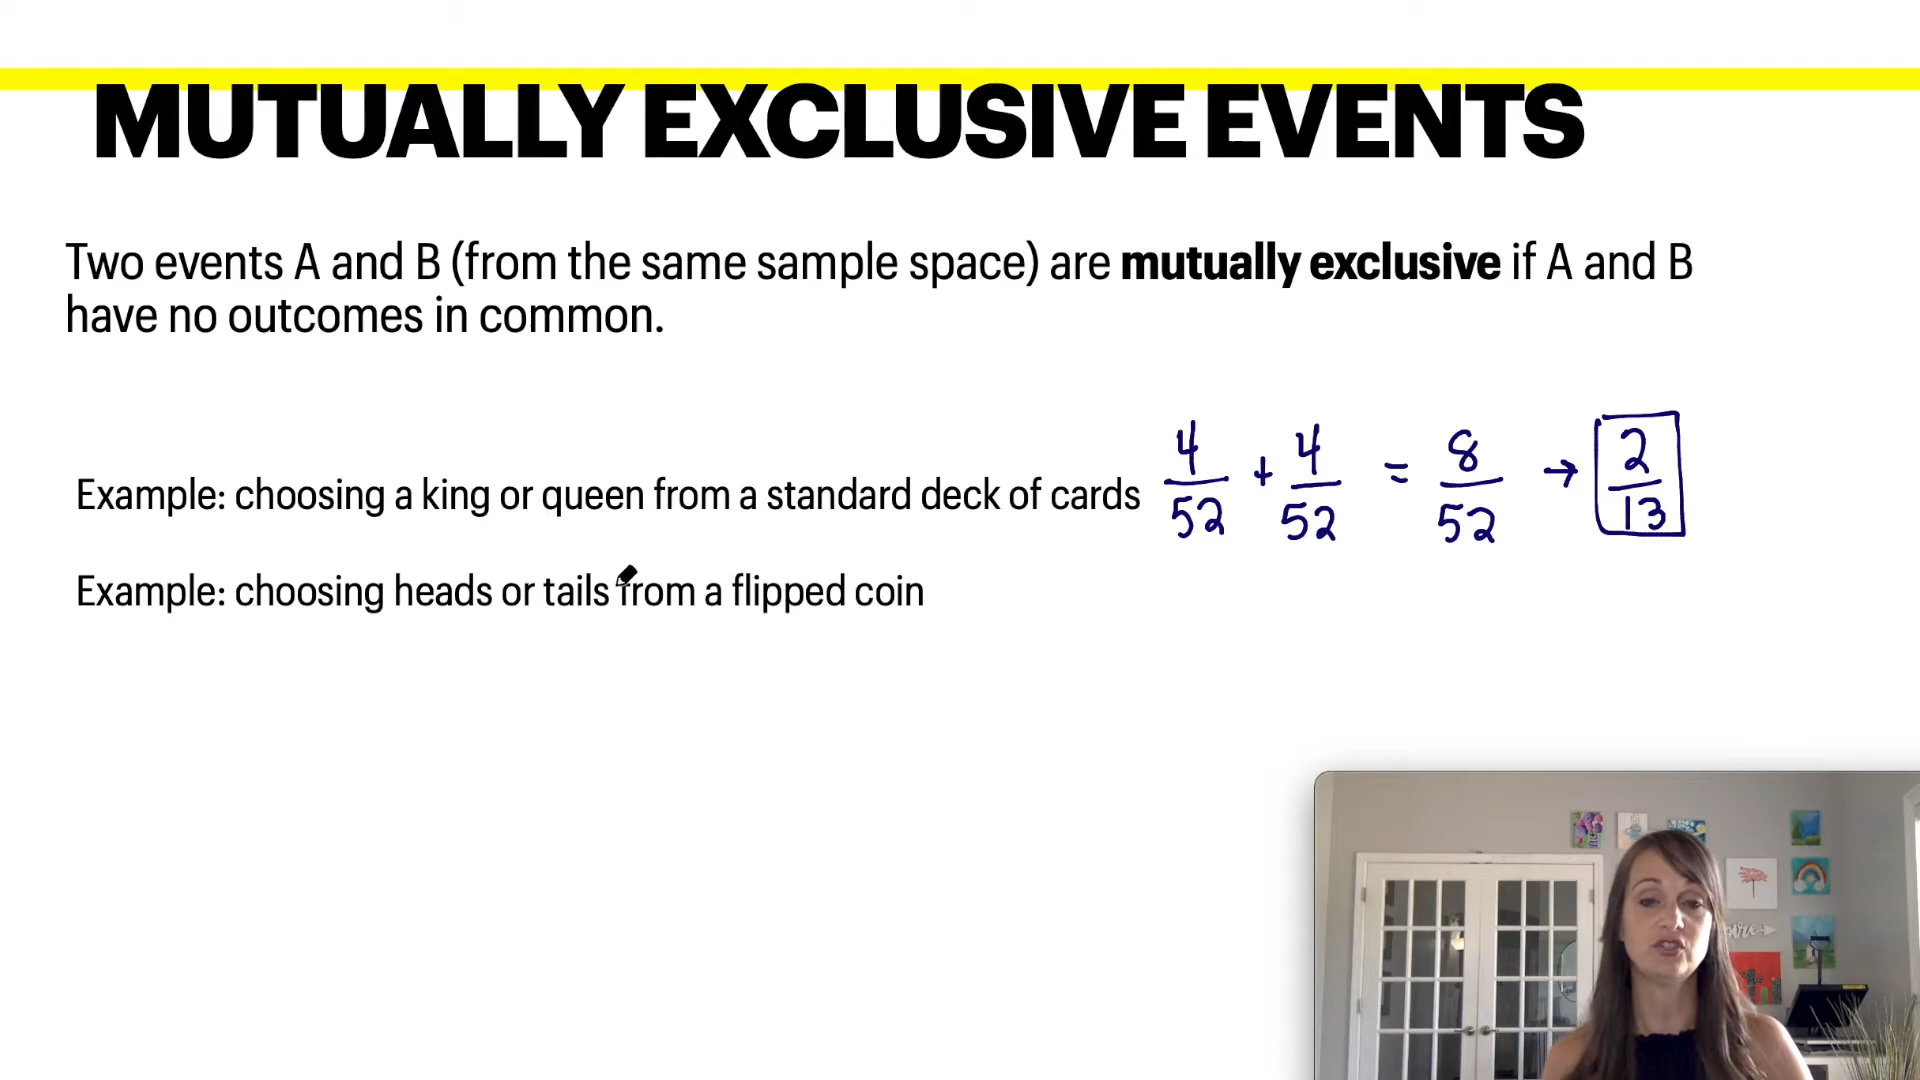 MUTUALLY EXCLUSIVE EVENTS
Two events A and B (from the same sample space) are mutually exclusive if A and B
have no outcomes in common.
Example: choosing a king or queen from a standard deck of cards 4/52 + 4/52 = 8/52 → 2/13
Example: choosing heads or tails from a flipped coin